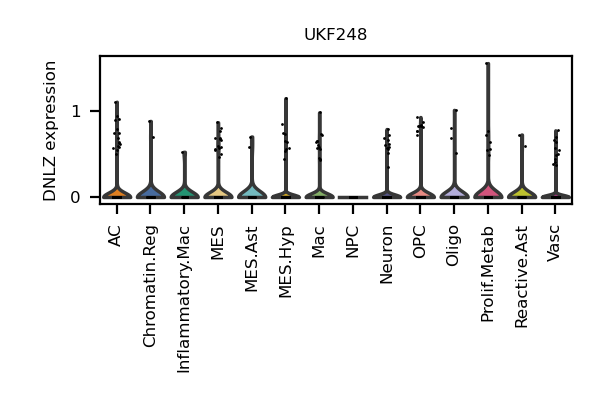 UKF248
DNLZ expression
1
0
AC
Chromatin.Reg
Inflammatory.Mac
MES
MES.Ast
MES.Hyp
Mac
NPC
Neuron
OPC
Oligo
Prolif.Metab
Reactive.Ast
Vasc